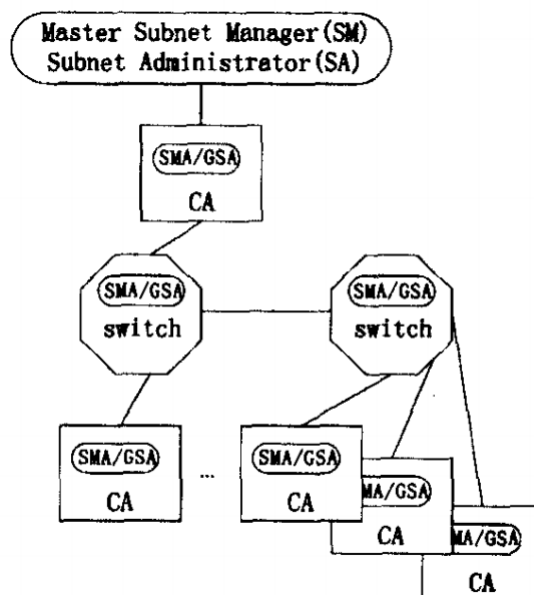 Master Subnet Manager(SM)
Subnet Administrator(SA)
SMA/GSA
CA
SMA/GSA
switch
SMA/GSA
switch
SMA/GSA
CA
...
SMA/GSA
CA
MA/GSA
CA
MA/GSA
CA